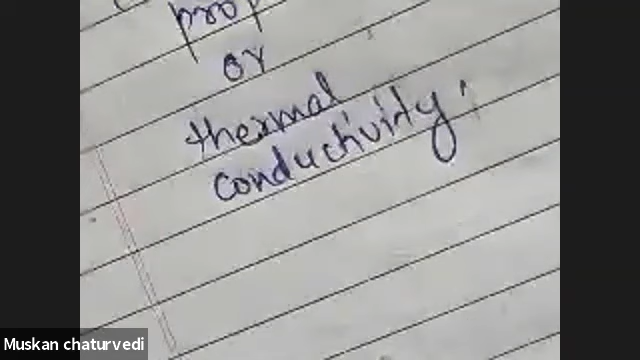 or
thermal
conductivity
Muskan chaturvedi